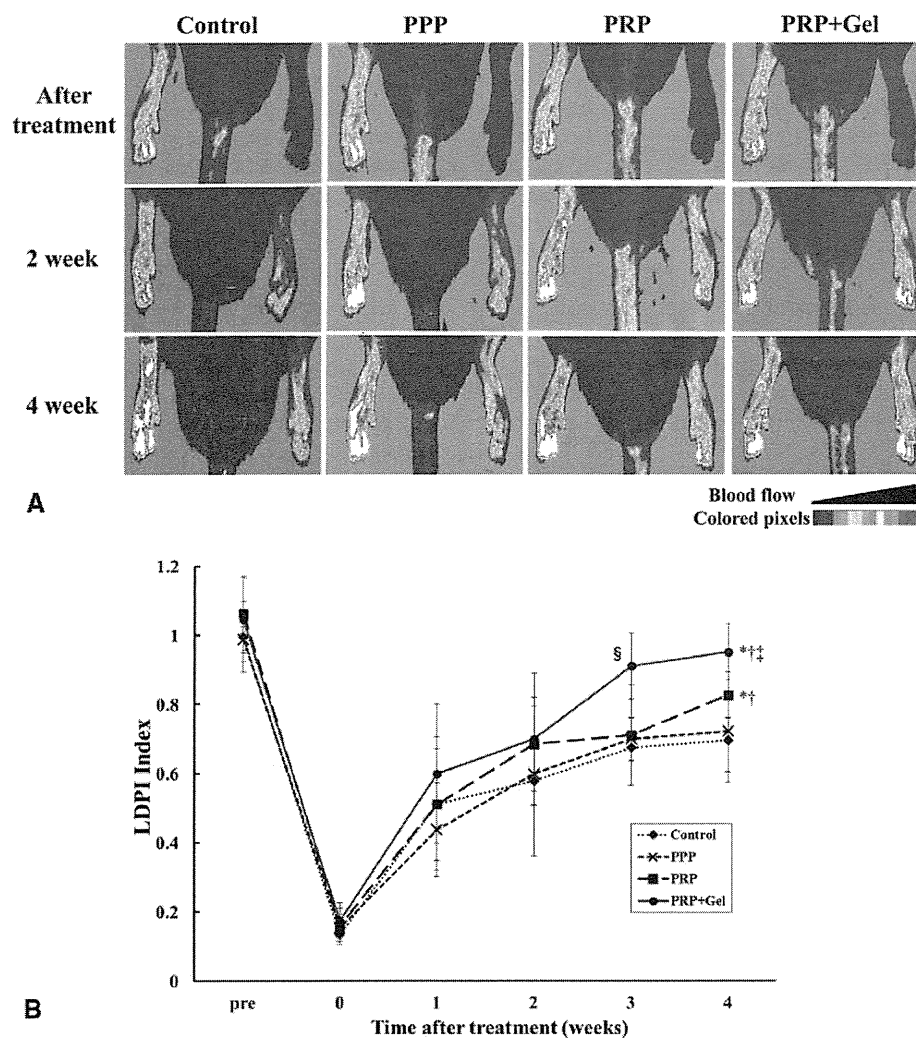 Control PPP PRP PRP+Gel
After
treatment
2 week
4 week
A
Blood flow
Colored pixels
1.2
1
0.8
0.6
0.4
0.2
0
LDPI Index
§
*†‡
*†
Control
PPP
PRP
PRP+Gel
pre 0 1 2 3 4
Time after treatment (weeks)
B